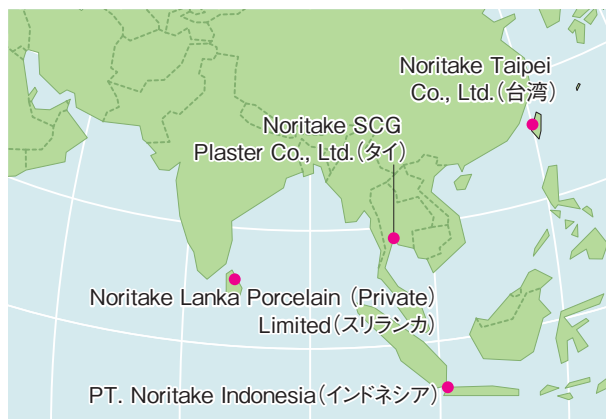 Noritake Taipei
Co., Ltd.（台湾）
Noritake SCG
Plaster Co., Ltd.（タイ）
Noritake Lanka Porcelain (Private)
Limited（スリランカ）
PT. Noritake Indonesia（インドネシア）